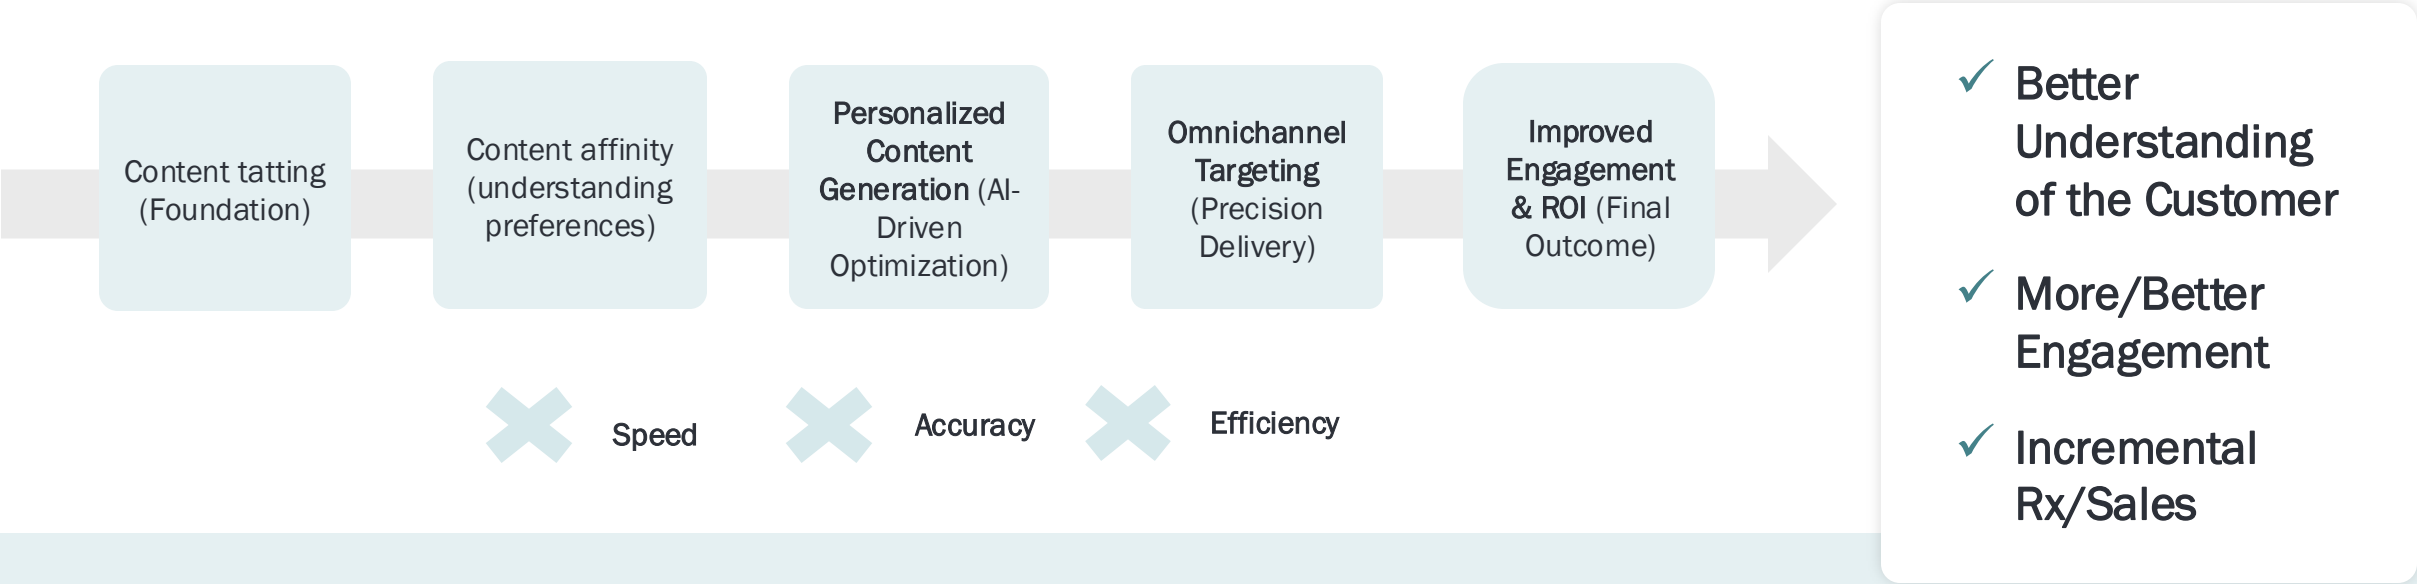 Content tatting
(Foundation)
Content affinity
(understanding
preferences)
Personalized
Content
Generation (AI-
Driven
Optimization)
Omnichannel
Targeting
(Precision
Delivery)
Improved
Engagement
& ROI (Final
Outcome)
Speed
Accuracy
Efficiency
Better
Understanding
of the Customer
More/Better
Engagement
Incremental
Rx/Sales